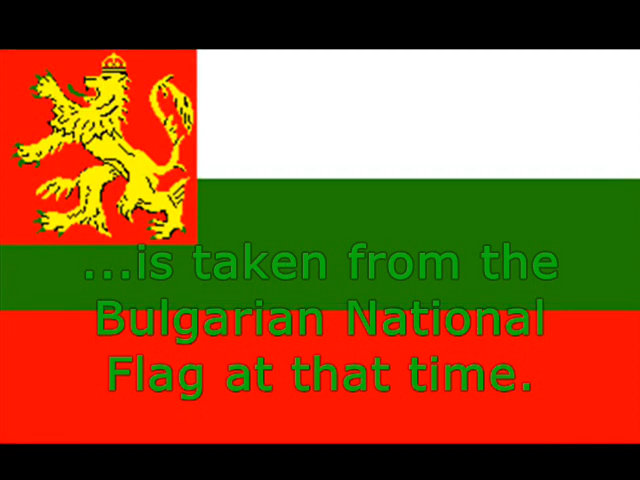 ...is taken from the
Bulgarian National
Flag at that time.